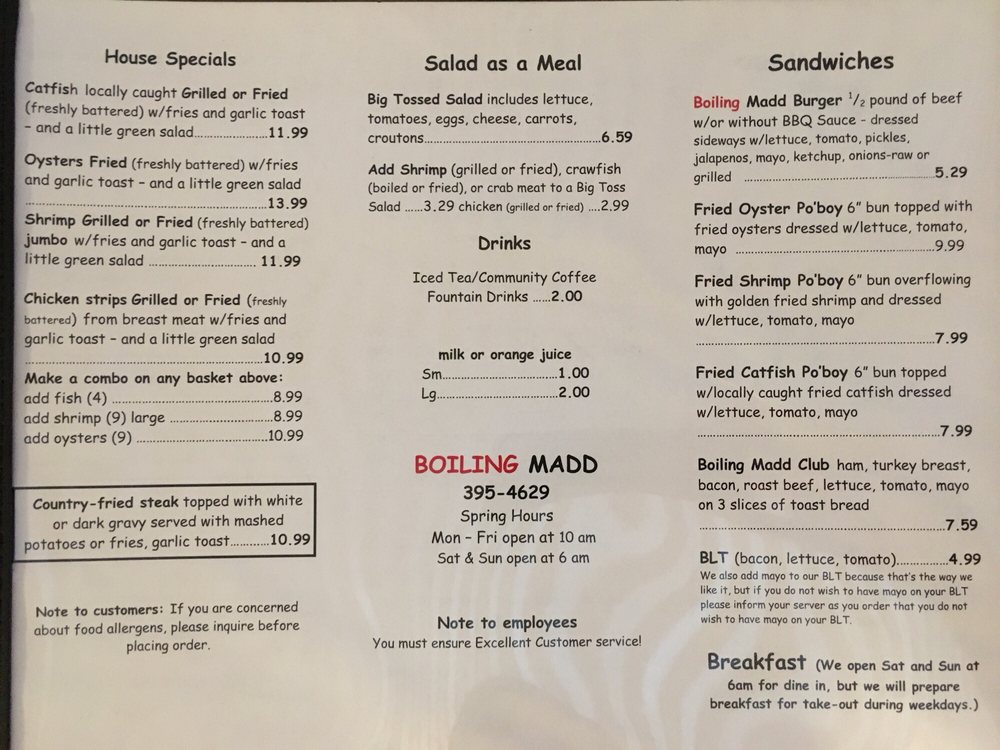 House Specials
Catfish locally caught Grilled or Fried
(freshly battered) w/fries and garlic toast
– and a little green salad......................11.99
Oysters Fried (freshly battered) w/fries
and garlic toast – and a little green salad
..............................................................13.99
Shrimp Grilled or Fried (freshly battered)
jumbo w/fries and garlic toast – and a
little green salad ............................ 11.99
Chicken strips Grilled or Fried (freshly
battered) from breast meat w/fries and
garlic toast – and a little green salad
.............................................................10.99
Make a combo on any basket above:
add fish (4) ..........................................8.99
add shrimp (9) large ...........................8.99
add oysters (9) ...................................10.99
Country-fried steak topped with white
or dark gravy served with mashed
potatoes or fries, garlic toast...........10.99
Note to customers: If you are concerned
about food allergens, please inquire before
placing order.
Salad as a Meal
Big Tossed Salad includes lettuce,
tomatoes, eggs, cheese, carrots,
croutons..............................................6.59
Add Shrimp (grilled or fried), crawfish
(boiled or fried), or crab meat to a Big Toss
Salad ......3.29 chicken (grilled or fried) ....2.99
Drinks
Iced Tea/Community Coffee
Fountain Drinks ......2.00
milk or orange juice
Sm..............................1.00
Lg...............................2.00
BOILING MADD
395-4629
Spring Hours
Mon – Fri open at 10 am
Sat & Sun open at 6 am
Note to employees
You must ensure Excellent Customer service!
Sandwiches
Boiling Madd Burger 1/2 pound of beef
w/or without BBQ Sauce – dressed
sideways w/lettuce, tomato, pickles,
jalapenos, mayo, ketchup, onions-raw or
grilled ..................................................5.29
Fried Oyster Po'boy 6" bun topped with
fried oysters dressed w/lettuce, tomato,
mayo ....................................................9.99
Fried Shrimp Po'boy 6" bun overflowing
with golden fried shrimp and dressed
w/lettuce, tomato, mayo
...............................................................7.99
Fried Catfish Po'boy 6" bun topped
w/locally caught fried catfish dressed
w/lettuce, tomato, mayo
................................................................7.99
Boiling Madd Club ham, turkey breast,
bacon, roast beef, lettuce, tomato, mayo
on 3 slices of toast bread
.................................................................7.59
BLT (bacon, lettuce, tomato).................4.99
We also add mayo to our BLT because that's the way we
like it, but if you do not wish to have mayo on your BLT
please inform your server as you order that you do not
wish to have mayo on your BLT.
Breakfast (We open Sat and Sun at
6am for dine in, but we will prepare
breakfast for take-out during weekdays.)